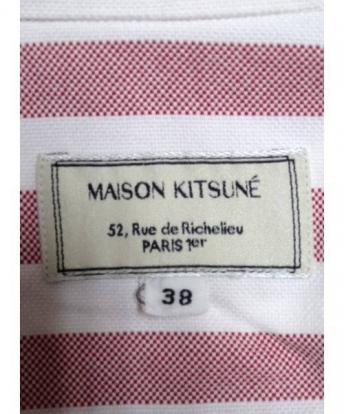 MAISON KITSUNÉ
52, Rue de Richelieu
PARIS 1er
38